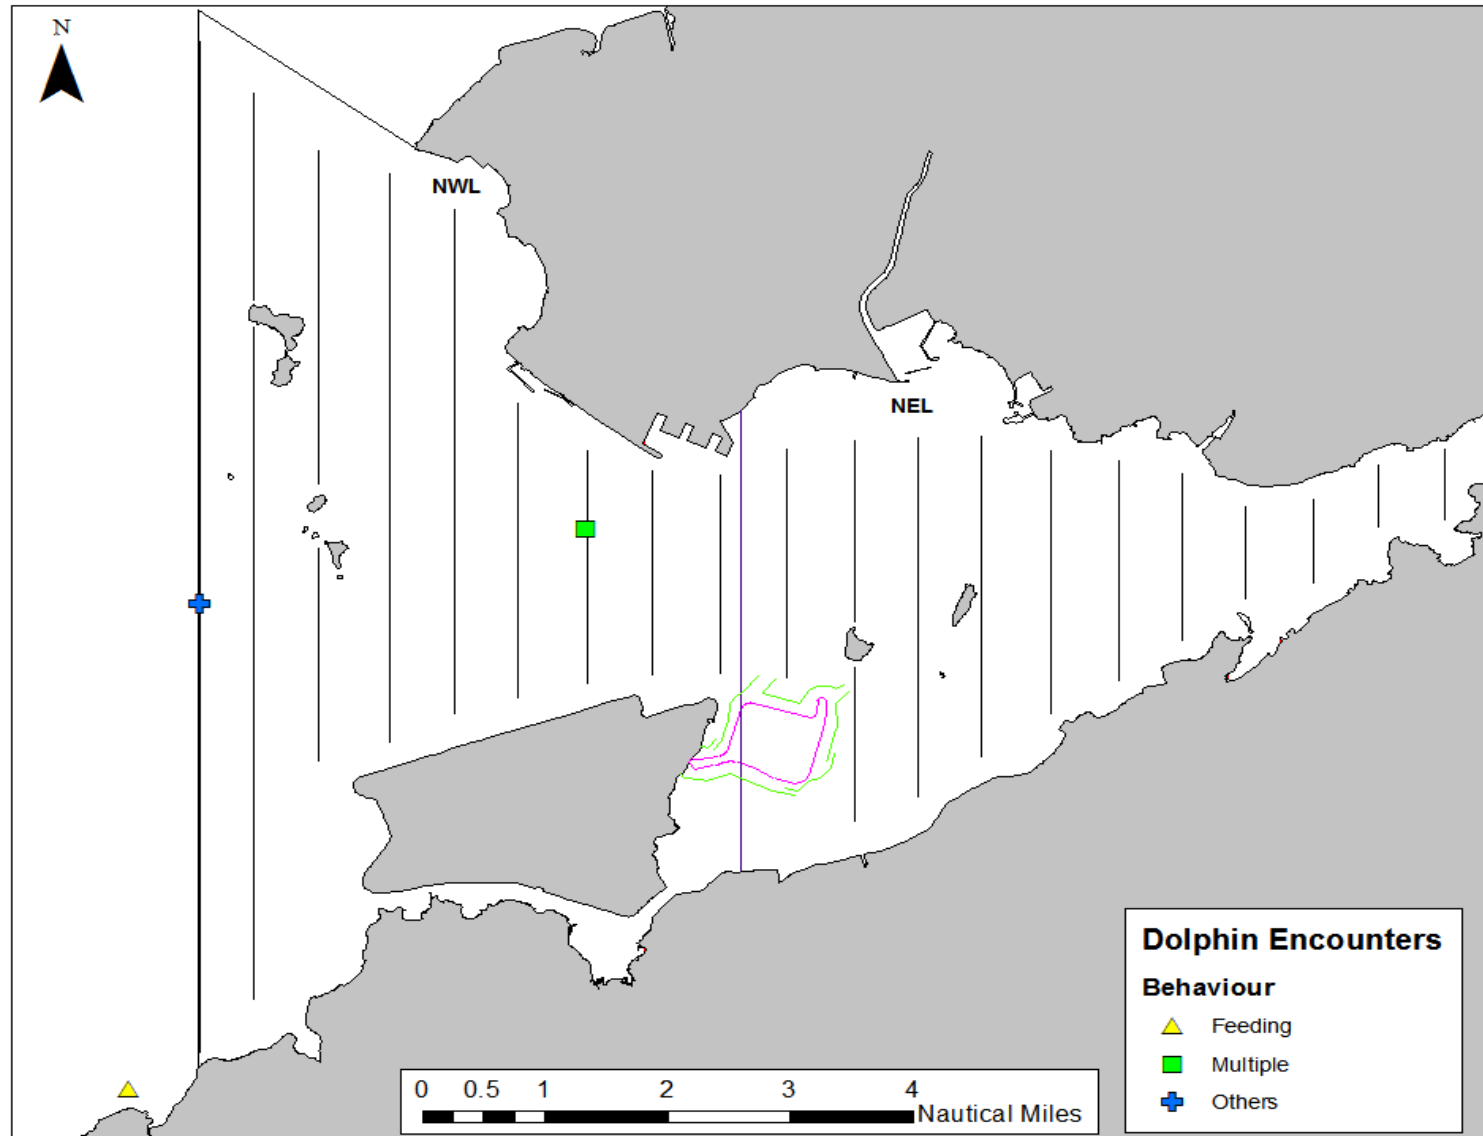 N
NWL
NEL
Dolphin Encounters
Behaviour
Feeding
Multiple
Others
0 0.5 1 2 3 4
Nautical Miles